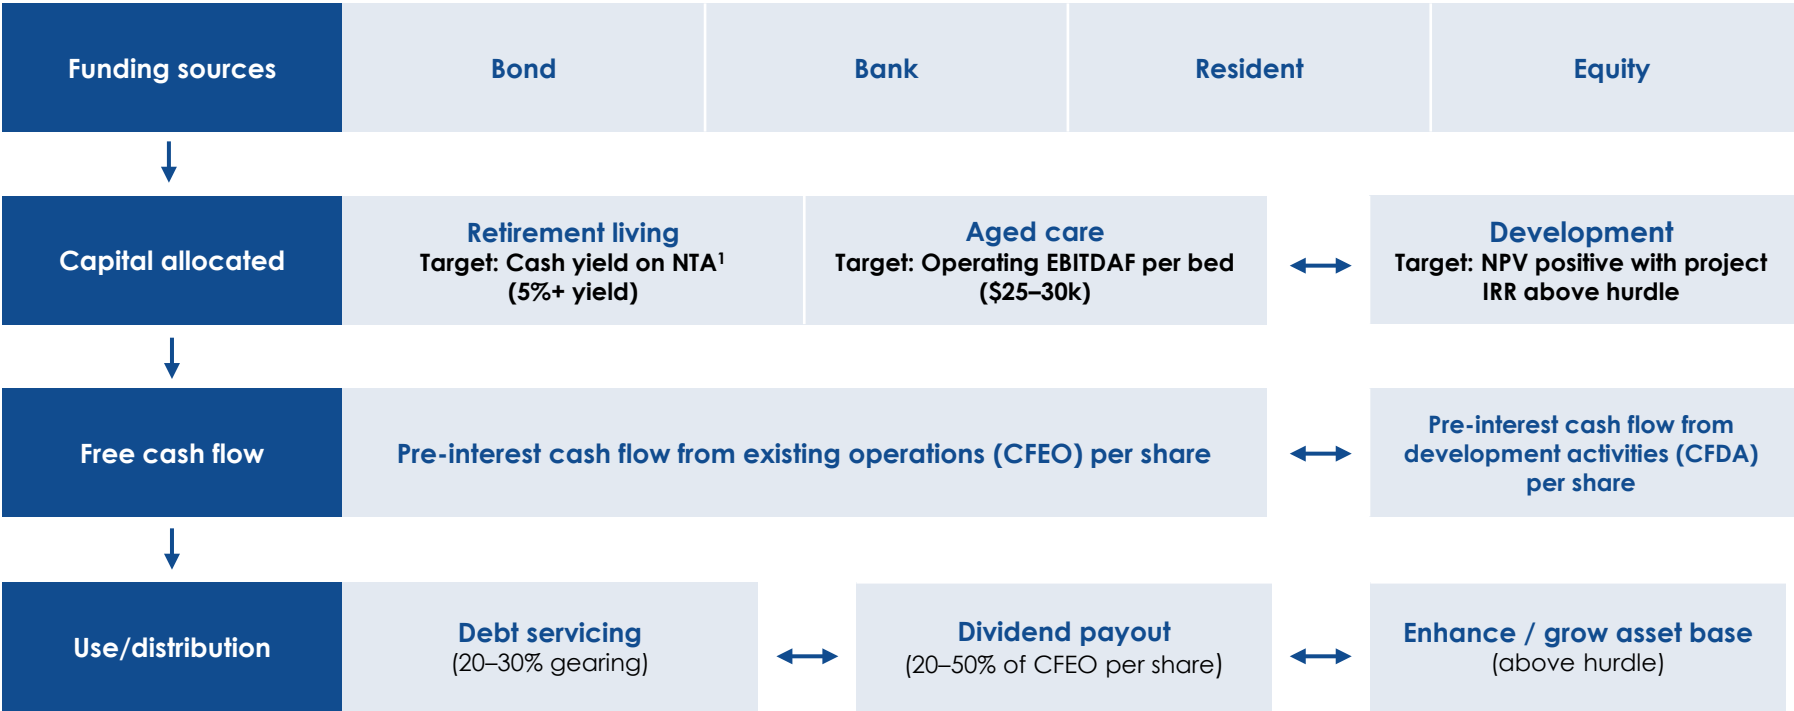 Funding sources
Bond
Bank
Resident
Equity
Capital allocated
Retirement living
Target: Cash yield on NTA¹
(5%+ yield)
Aged care
Target: Operating EBITDAF per bed
($25–30k)
Development
Target: NPV positive with project
IRR above hurdle
Free cash flow
Pre-interest cash flow from existing operations (CFEO) per share
Pre-interest cash flow from
development activities (CFDA)
per share
Use/distribution
Debt servicing
(20–30% gearing)
Dividend payout
(20–50% of CFEO per share)
Enhance / grow asset base
(above hurdle)